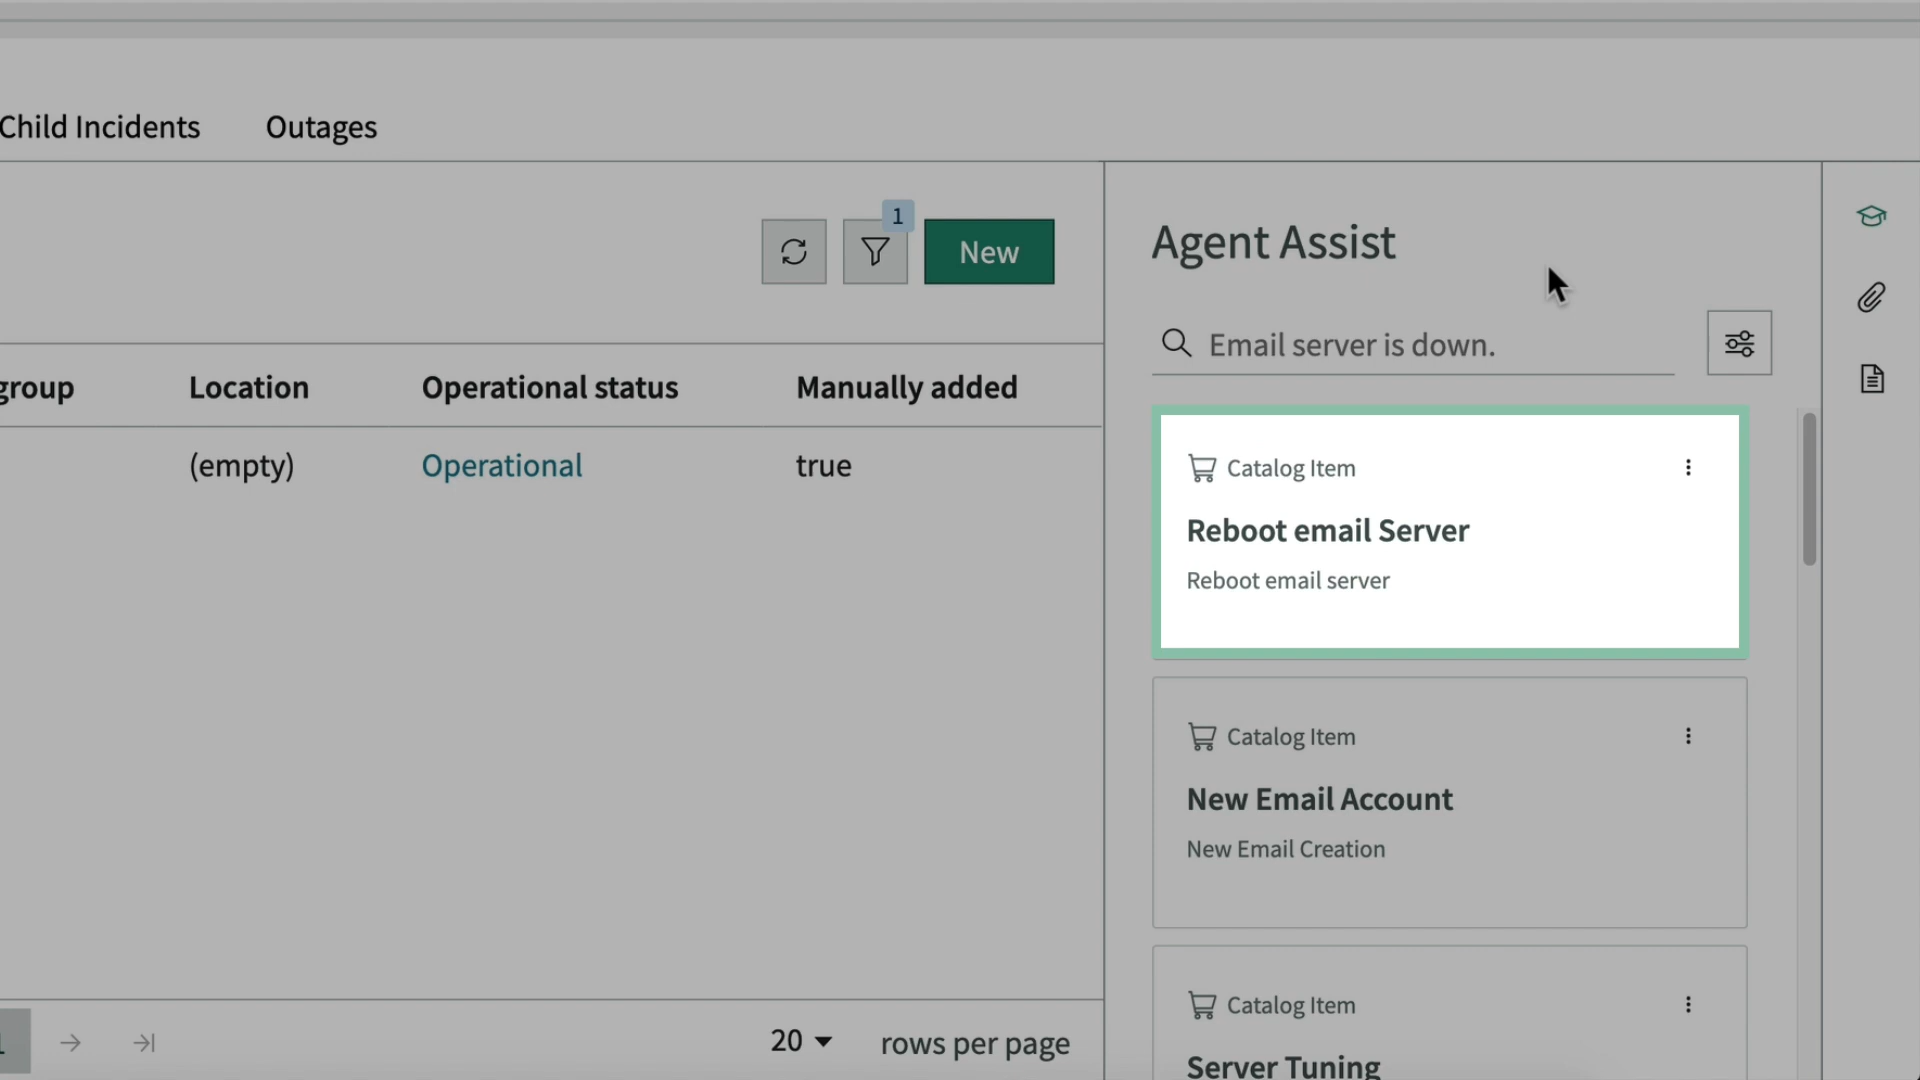 Child Incidents
Outages
1
New
Agent Assist
Email server is down.
group
Location
Operational status
Manually added
(empty)
Operational
true
Catalog Item
Reboot email Server
Reboot email server
Catalog Item
New Email Account
New Email Creation
Catalog Item
Server Tuning
20
rows per page